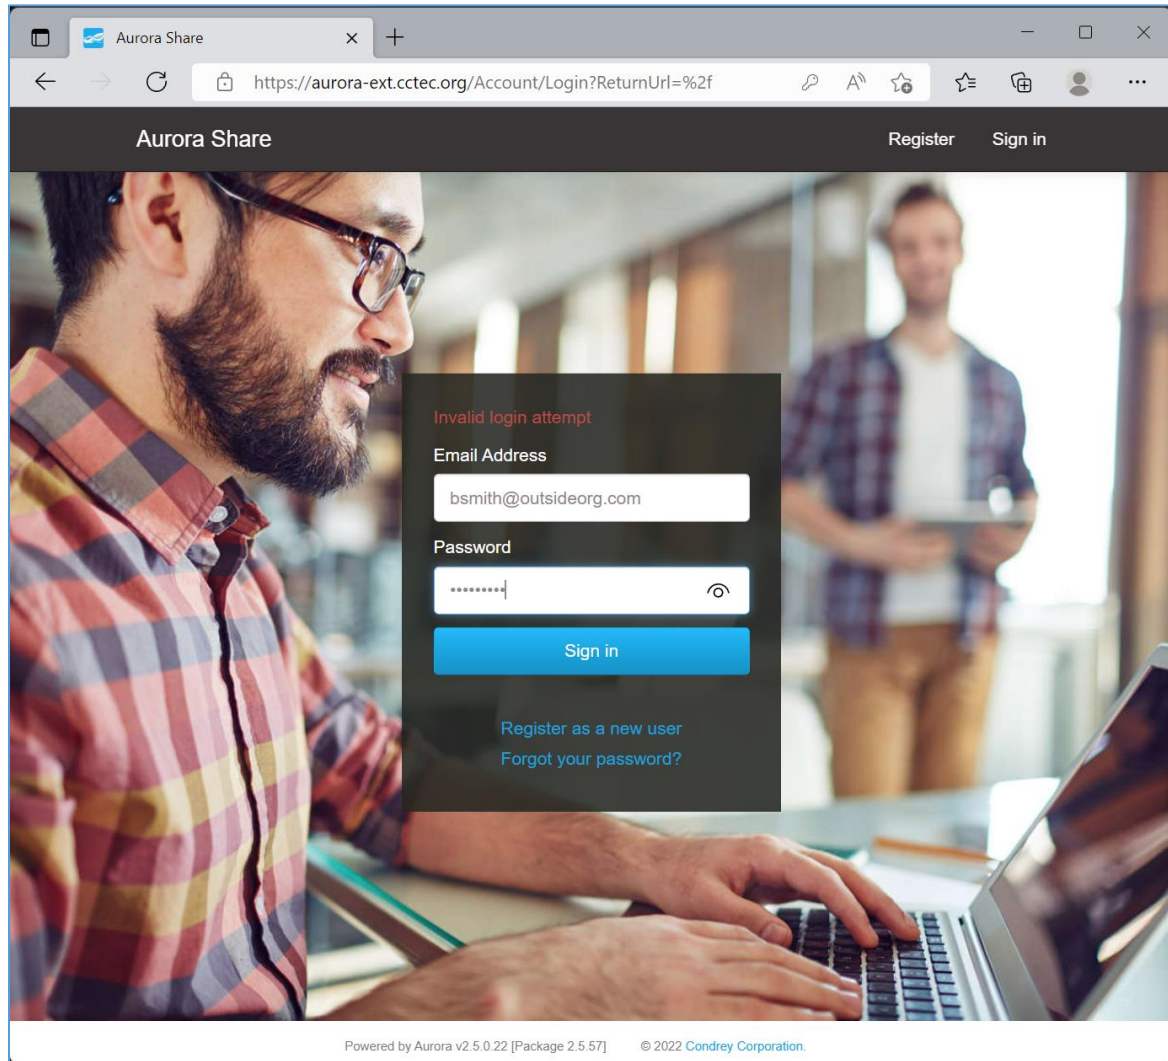 Aurora Share
https://aurora-ext.cctec.org/Account/Login?ReturnUrl=%2f
Aurora Share Register Sign in
Invalid login attempt
Email Address
bsmith@outsideorg.com
Password
•••••••••
Sign in
Register as a new user
Forgot your password?
Powered by Aurora v2.5.0.22 [Package 2.5.57] © 2022 Condrey Corporation.